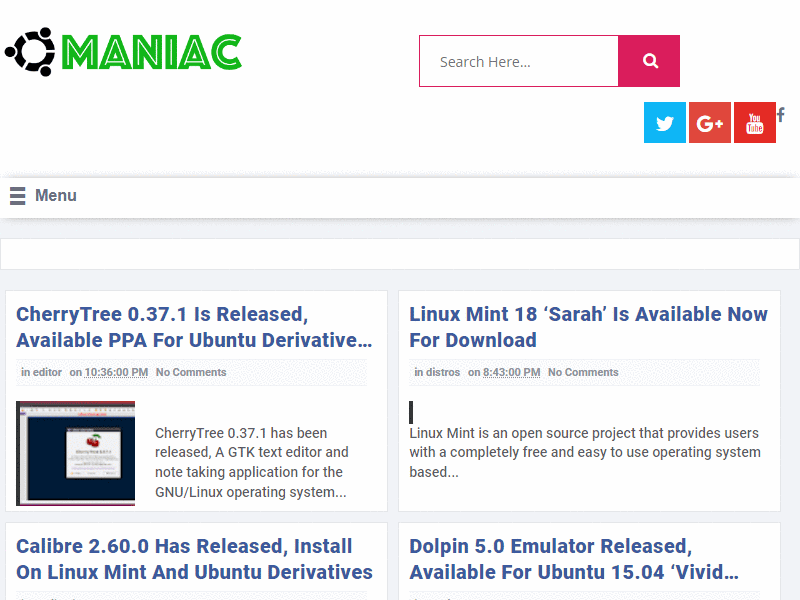 MANIAC
Search Here...
You
Tube
Menu
CherryTree 0.37.1 Is Released,
Available PPA For Ubuntu Derivative...
in editor on 10:36:00 PM No Comments
CherryTree 0.37.1 has been
released, A GTK text editor and
note taking application for the
GNU/Linux operating system...
Linux Mint 18 ‘Sarah’ Is Available Now
For Download
in distros on 8:43:00 PM No Comments
Linux Mint is an open source project that provides users
with a completely free and easy to use operating system
based...
Calibre 2.60.0 Has Released, Install
On Linux Mint And Ubuntu Derivatives
Dolpin 5.0 Emulator Released,
Available For Ubuntu 15.04 ‘Vivid...